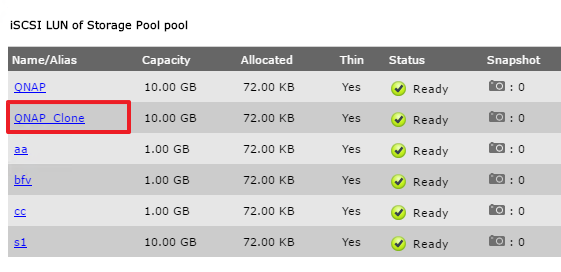 iSCSI LUN of Storage Pool pool
Name/Alias Capacity Allocated Thin Status Snapshot
QNAP 10.00 GB 72.00 KB Yes Ready : 0
QNAP_Clone 10.00 GB 72.00 KB Yes Ready : 0
aa 1.00 GB 72.00 KB Yes Ready : 0
bfv 1.00 GB 72.00 KB Yes Ready : 0
cc 1.00 GB 72.00 KB Yes Ready : 0
s1 10.00 GB 72.00 KB Yes Ready : 0